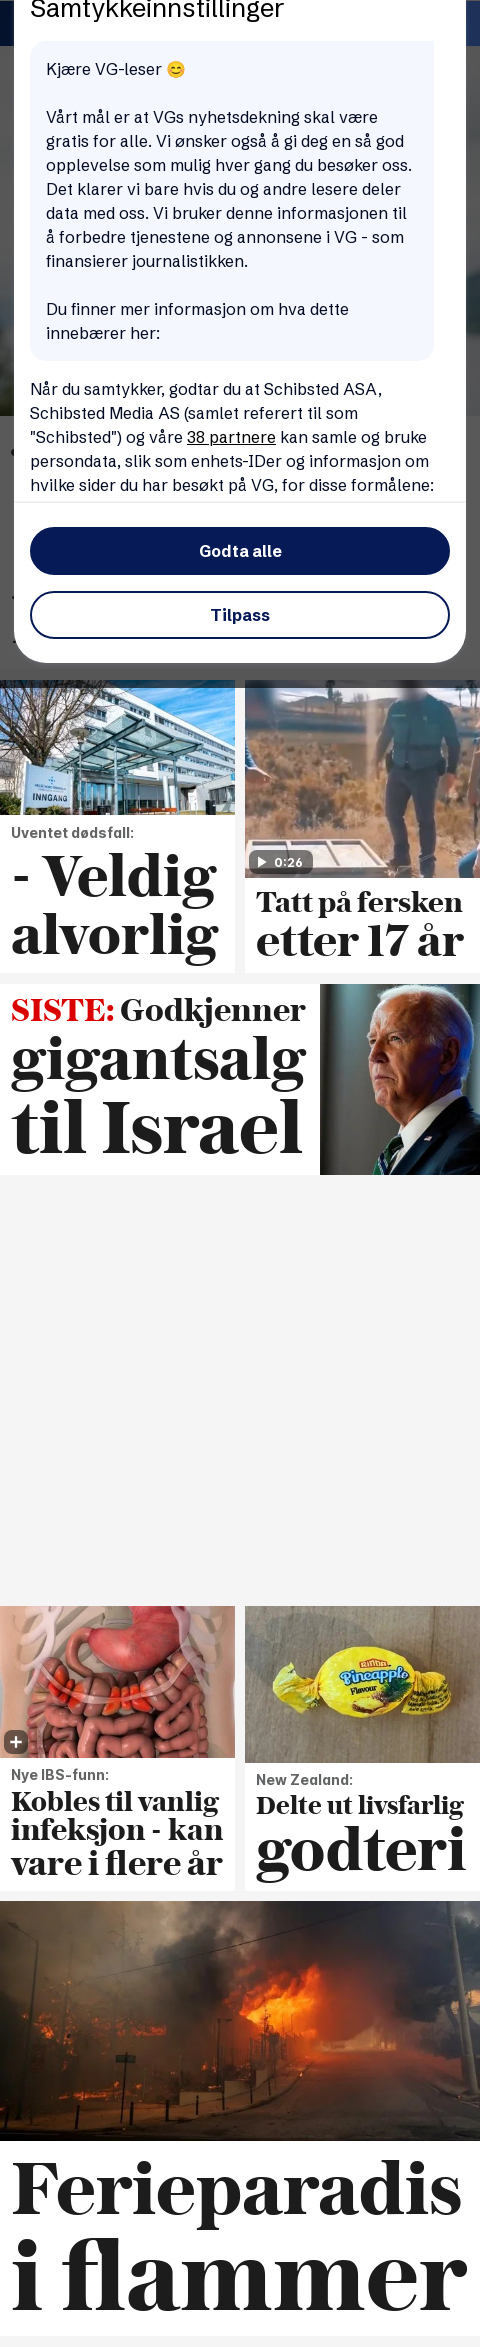 Samtykkeinnstillinger
Kjære VG-leser 😊
Vårt mål er at VGs nyhetsdekning skal være
gratis for alle. Vi ønsker også å gi deg en så god
opplevelse som mulig hver gang du besøker oss.
Det klarer vi bare hvis du og andre lesere deler
data med oss. Vi bruker denne informasjonen til
å forbedre tjenestene og annonsene i VG - som
finansierer journalistikken.
Du finner mer informasjon om hva dette
innebærer her:
Når du samtykker, godtar du at Schibsted ASA,
Schibsted Media AS (samlet referert til som
"Schibsted") og våre 38 partnere kan samle og bruke
persondata, slik som enhets-IDer og informasjon om
hvilke sider du har besøkt på VG, for disse formålene:
Godta alle
Tilpass
INNGANG
Uventet dødsfall:
- Veldig
alvorlig
0:26
Tatt på fersken
etter 17 år
SISTE: Godkjenner
gigantsalg
til Israel
Nye IBS-funn:
Kobles til vanlig
infeksjon - kan
vare i flere år
RINDA
Pineapple
Flavour
New Zealand:
Delte ut livsfarlig
godteri
Ferieparadis
i flammer